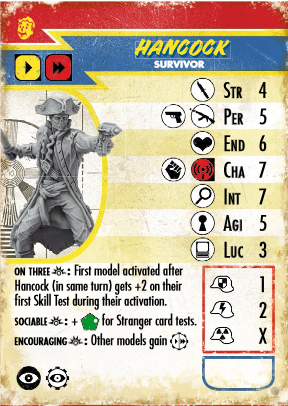 HANCOCK
SURVIVOR
STR 4
PER 5
END 6
CHA 7
INT 7
AGI 5
LUC 3
ON THREE : First model activated after
Hancock (in same turn) gets +2 on their
first Skill Test during their activation.
SOCIABLE : + for Stranger card tests.
ENCOURAGING : Other models gain
1
2
X